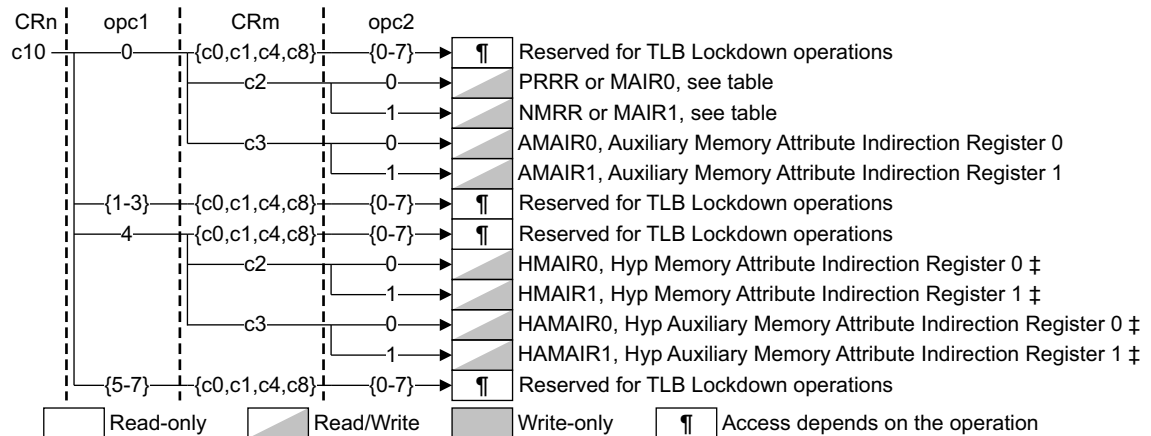 CRn opc1 CRm opc2
c10 0 {c0,c1,c4,c8} {0-7} ¶ Reserved for TLB Lockdown operations
c2 0 PRRR or MAIR0, see table
1 NMRR or MAIR1, see table
c3 0 AMAIR0, Auxiliary Memory Attribute Indirection Register 0
1 AMAIR1, Auxiliary Memory Attribute Indirection Register 1
{1-3} {c0,c1,c4,c8} {0-7} ¶ Reserved for TLB Lockdown operations
4 {c0,c1,c4,c8} {0-7} ¶ Reserved for TLB Lockdown operations
c2 0 HMAIR0, Hyp Memory Attribute Indirection Register 0 ‡
1 HMAIR1, Hyp Memory Attribute Indirection Register 1 ‡
c3 0 HAMAIR0, Hyp Auxiliary Memory Attribute Indirection Register 0 ‡
1 HAMAIR1, Hyp Auxiliary Memory Attribute Indirection Register 1 ‡
{5-7} {c0,c1,c4,c8} {0-7} ¶ Reserved for TLB Lockdown operations
Read-only Read/Write Write-only ¶ Access depends on the operation